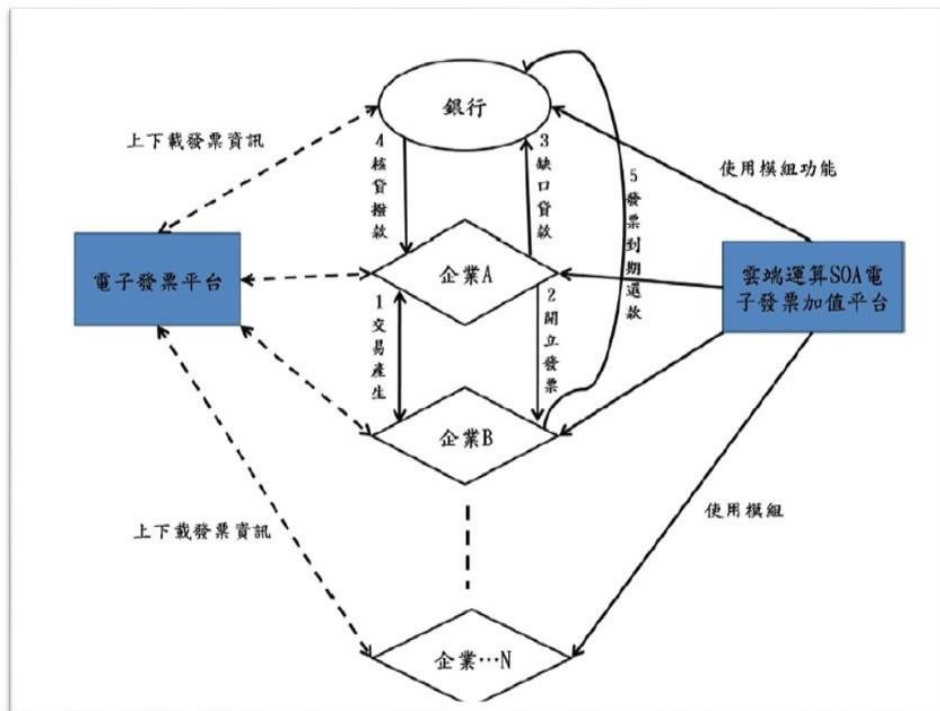 銀行
上下載發票資訊
4核貸撥款
3缺口貸款
5發票到期還款
使用模組功能
電子發票平台
企業A
雲端運算SOA電
子發票加值平台
1交易產生
2開立發票
企業B
上下載發票資訊
使用模組
企業…N